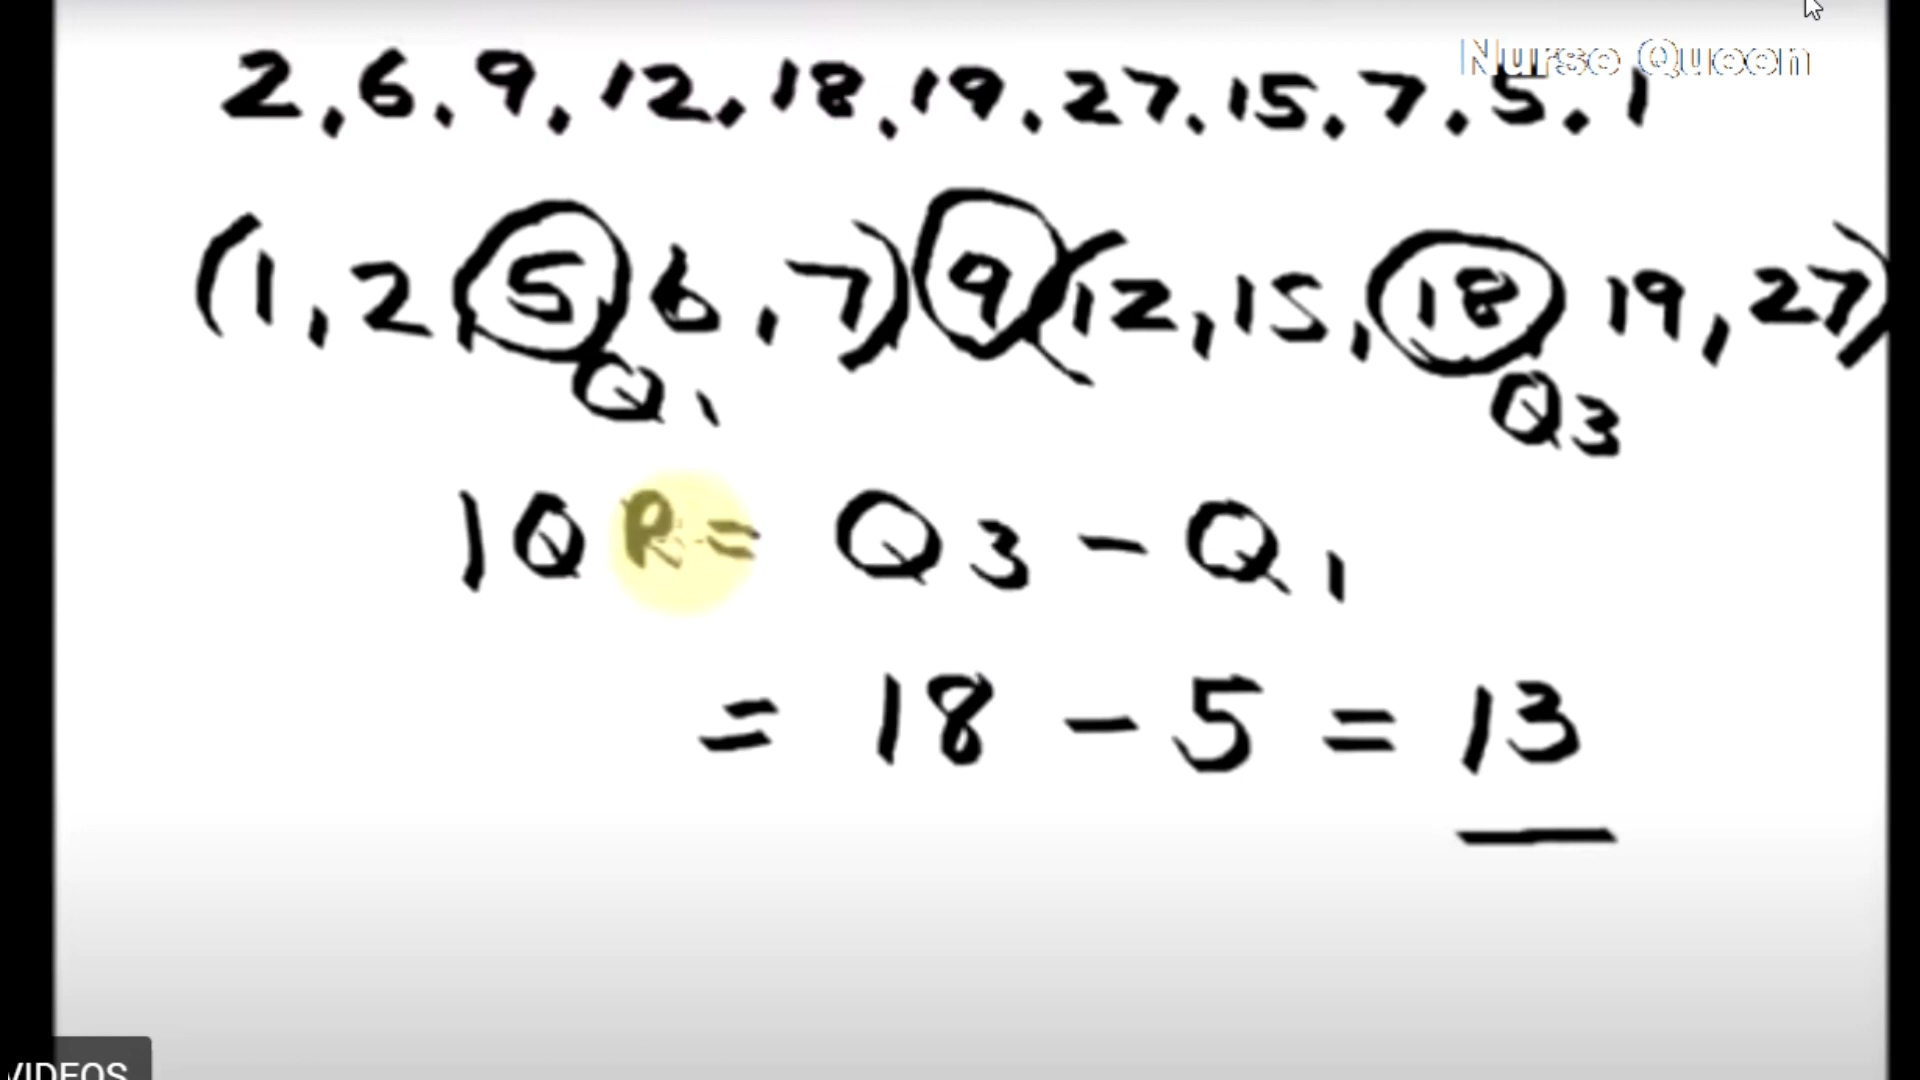 Nurse Queen
2, 6, 9, 12, 18, 19, 27, 15, 7, 5, 1
(1, 2, 5, 6, 7) 9 (12, 15, 18, 19, 27)
Q1 Q3
IQR = Q3 - Q1
= 18 - 5 = 13
VIDEOS